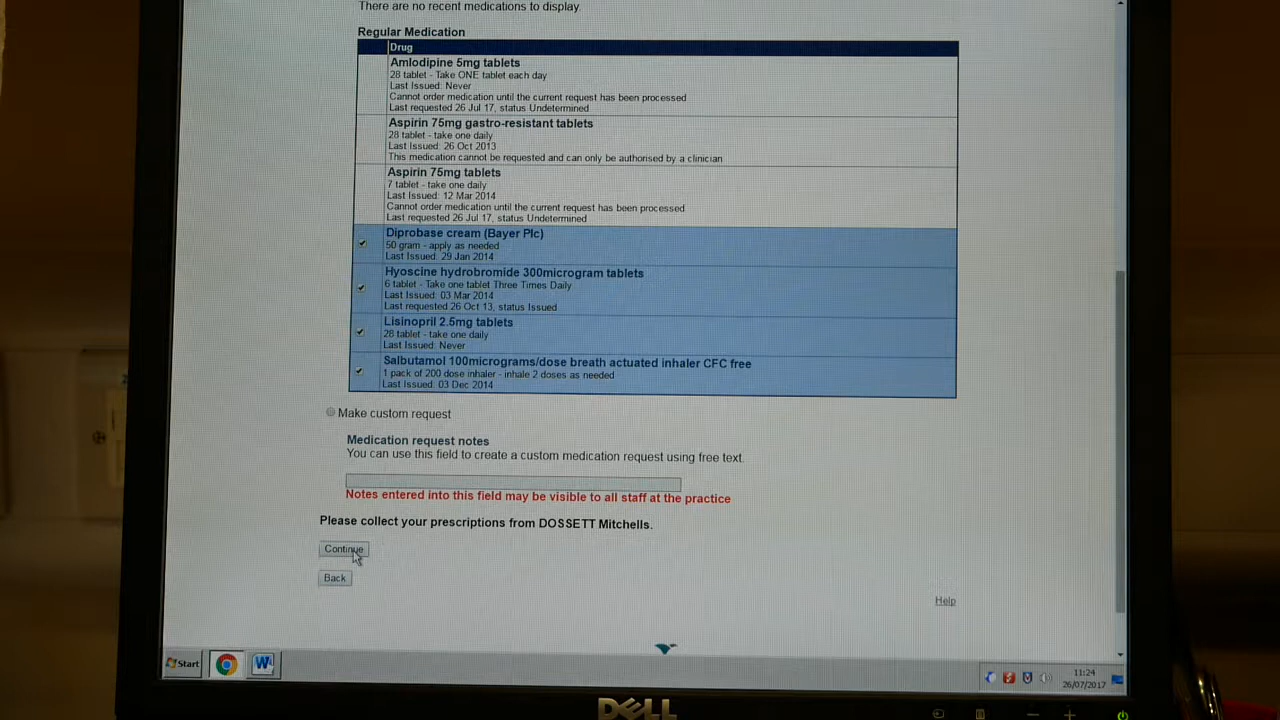 There are no recent medications to display.
Regular Medication
Drug
Amlodipine 5mg tablets
28 tablet - Take ONE tablet each day
Last Issued: Never
Cannot order medication until the current request has been processed
Last requested 26 Jul 17, status Undetermined
Aspirin 75mg gastro-resistant tablets
28 tablet - take one daily
Last Issued: 26 Oct 2013
This medication cannot be requested and can only be authorised by a clinician
Aspirin 75mg tablets
7 tablet - take one daily
Last Issued: 12 Mar 2014
Cannot order medication until the current request has been processed
Last requested 26 Jul 17, status Undetermined
Diprobase cream (Bayer Plc)
50 gram - apply as needed
Last Issued: 29 Jan 2014
Hyoscine hydrobromide 300microgram tablets
6 tablet - Take one tablet Three Times Daily
Last Issued: 03 Mar 2014
Last requested 26 Oct 13, status Issued
Lisinopril 2.5mg tablets
28 tablet - take one daily
Last Issued: Never
Salbutamol 100micrograms/dose breath actuated inhaler CFC free
1 pack of 200 dose inhaler - inhale 2 doses as needed
Last Issued: 03 Dec 2014
Make custom request
Medication request notes
You can use this field to create a custom medication request using free text.
Notes entered into this field may be visible to all staff at the practice
Please collect your prescriptions from DOSSETT Mitchells.
Continue
Back
Help
Start
W
11:24
26/07/2017
DELL